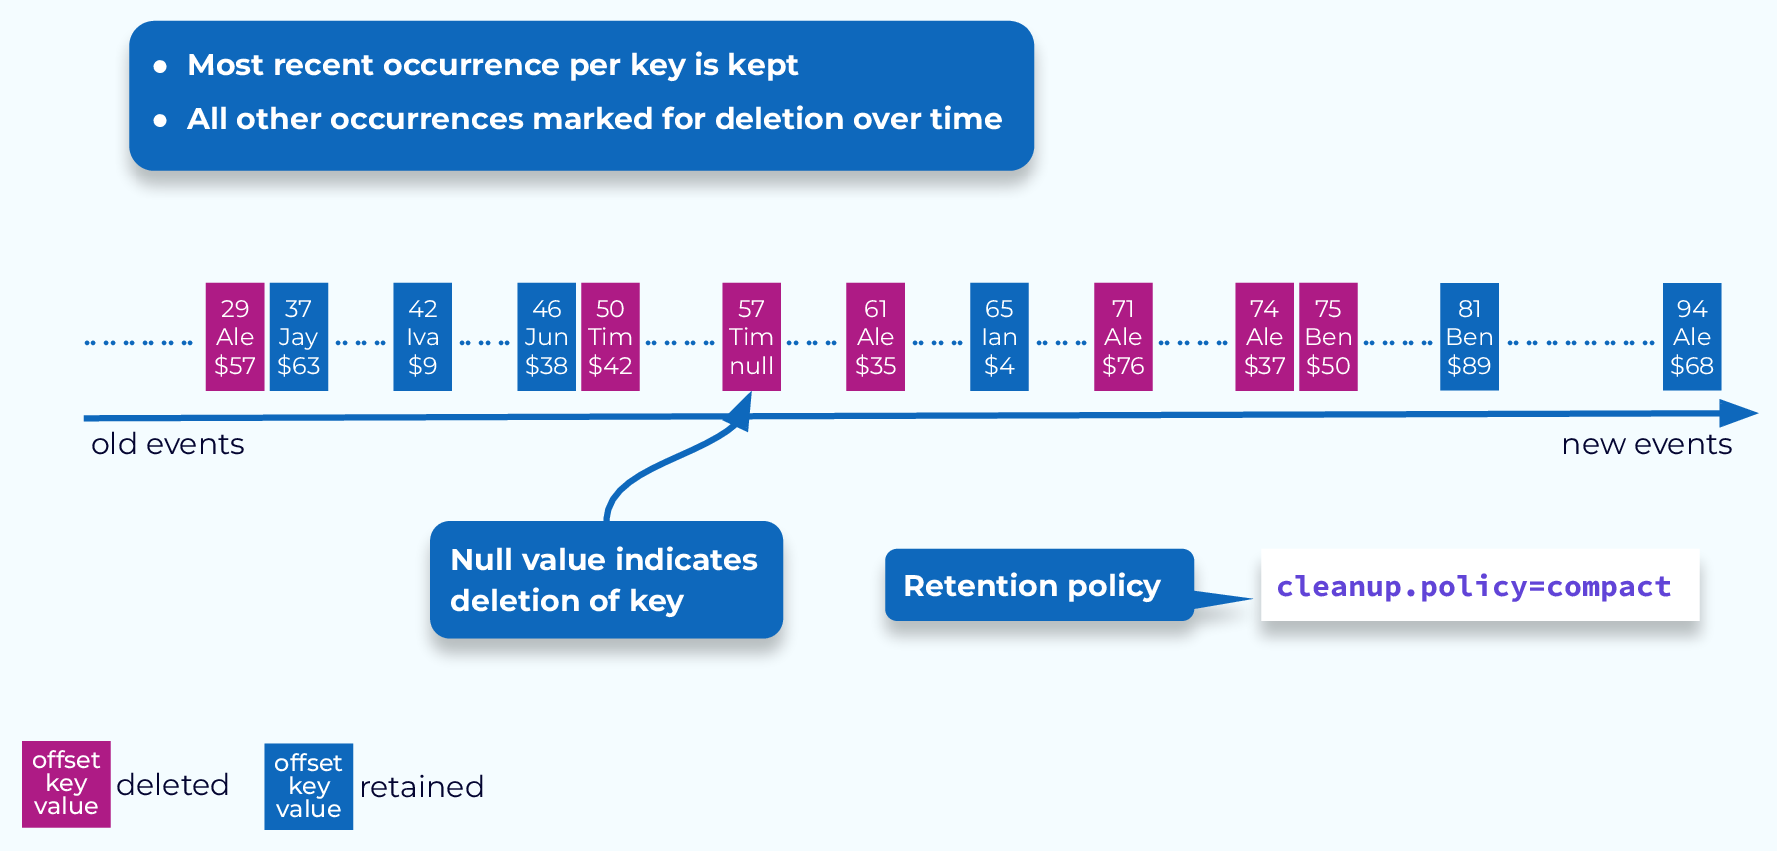 ● Most recent occurrence per key is kept
● All other occurrences marked for deletion over time
29
Ale
$57
37
Jay
$63
42
Iva
$9
46
Jun
$38
50
Tim
$42
57
Tim
null
61
Ale
$35
65
Ian
$4
71
Ale
$76
74
Ale
$37
75
Ben
$50
81
Ben
$89
94
Ale
$68
old events
new events
Null value indicates
deletion of key
Retention policy
cleanup.policy=compact
offset
key
value
deleted
offset
key
value
retained